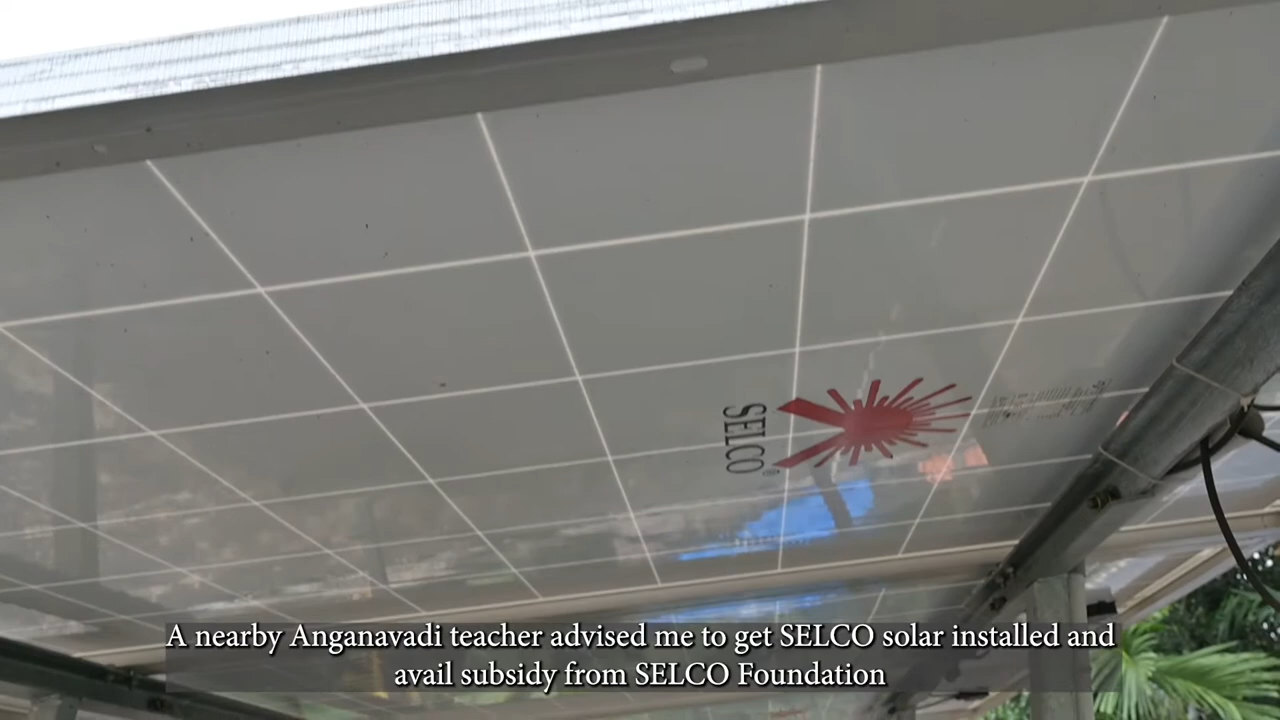 SELCO
A nearby Anganavadi teacher advised me to get SELCO solar installed and
avail subsidy from SELCO Foundation